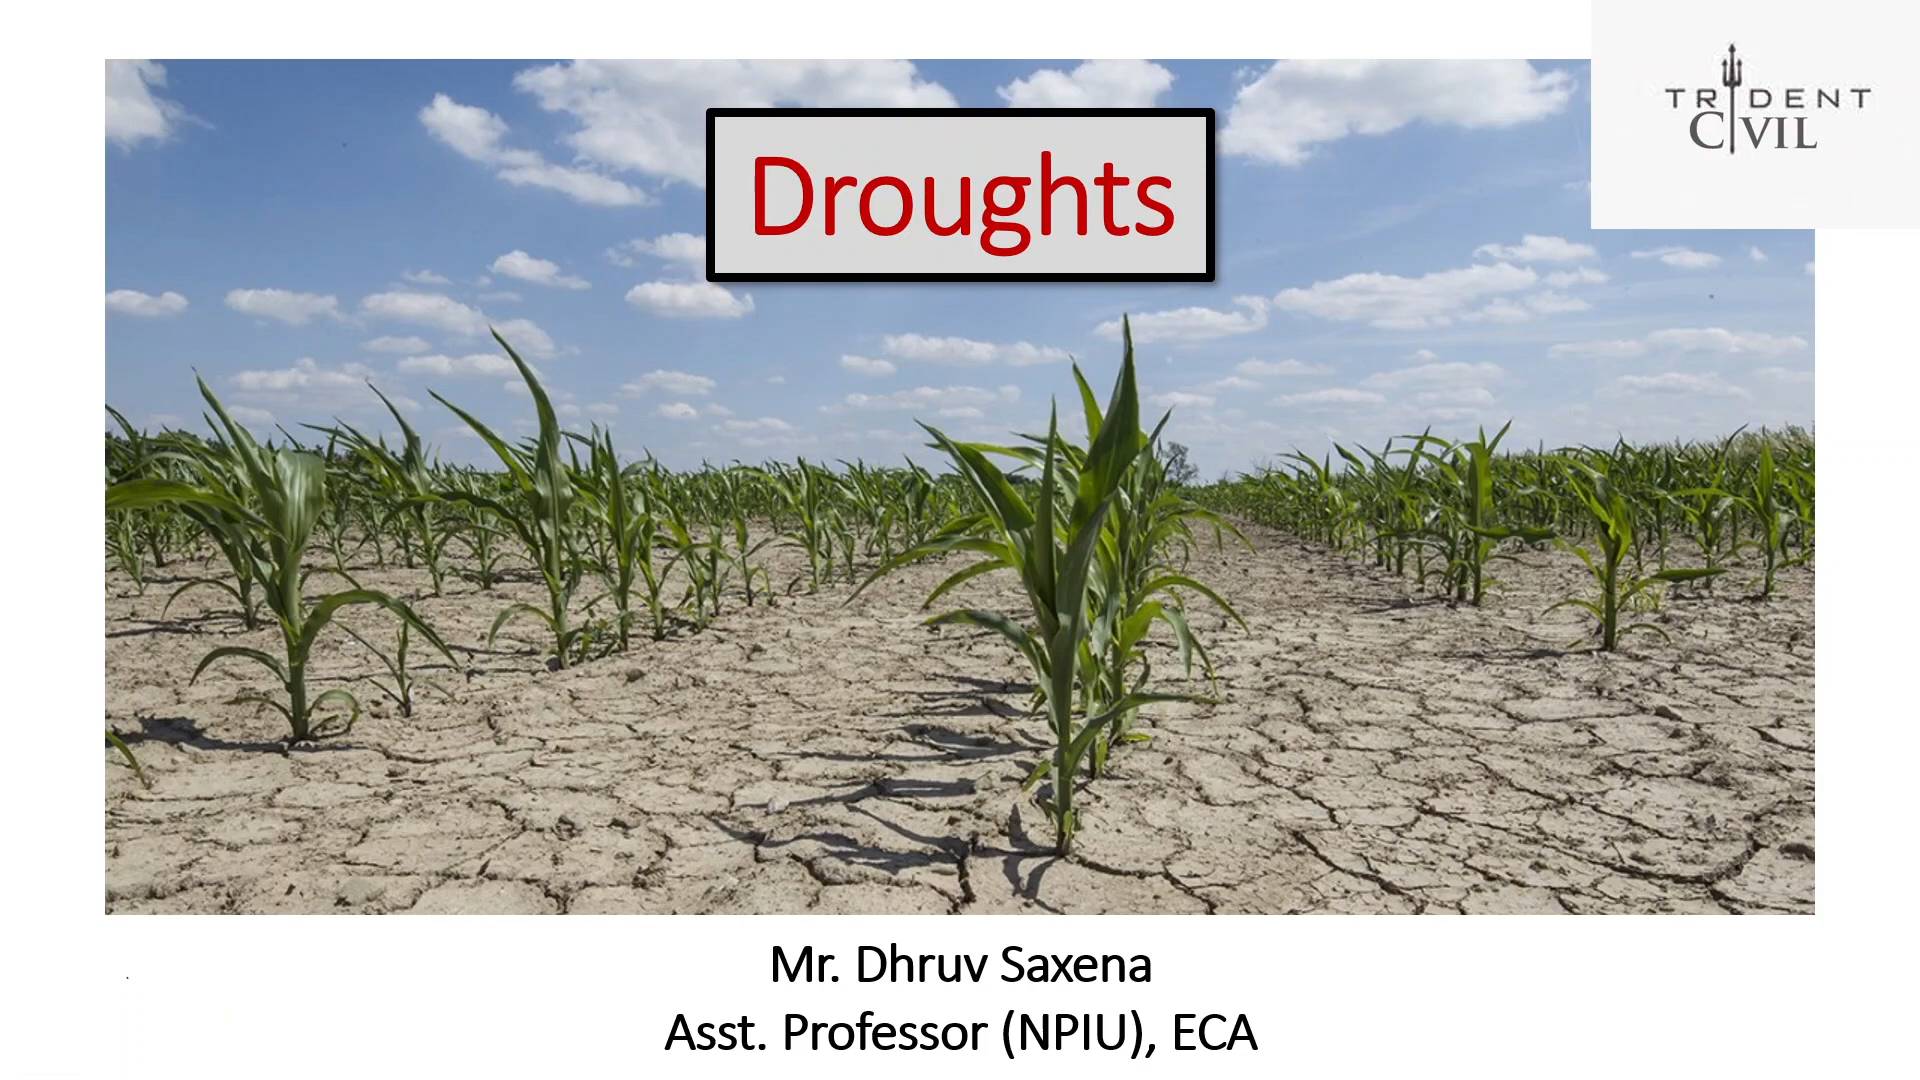 TRIDENT
CIVIL
Droughts
Mr. Dhruv Saxena
Asst. Professor (NPIU), ECA